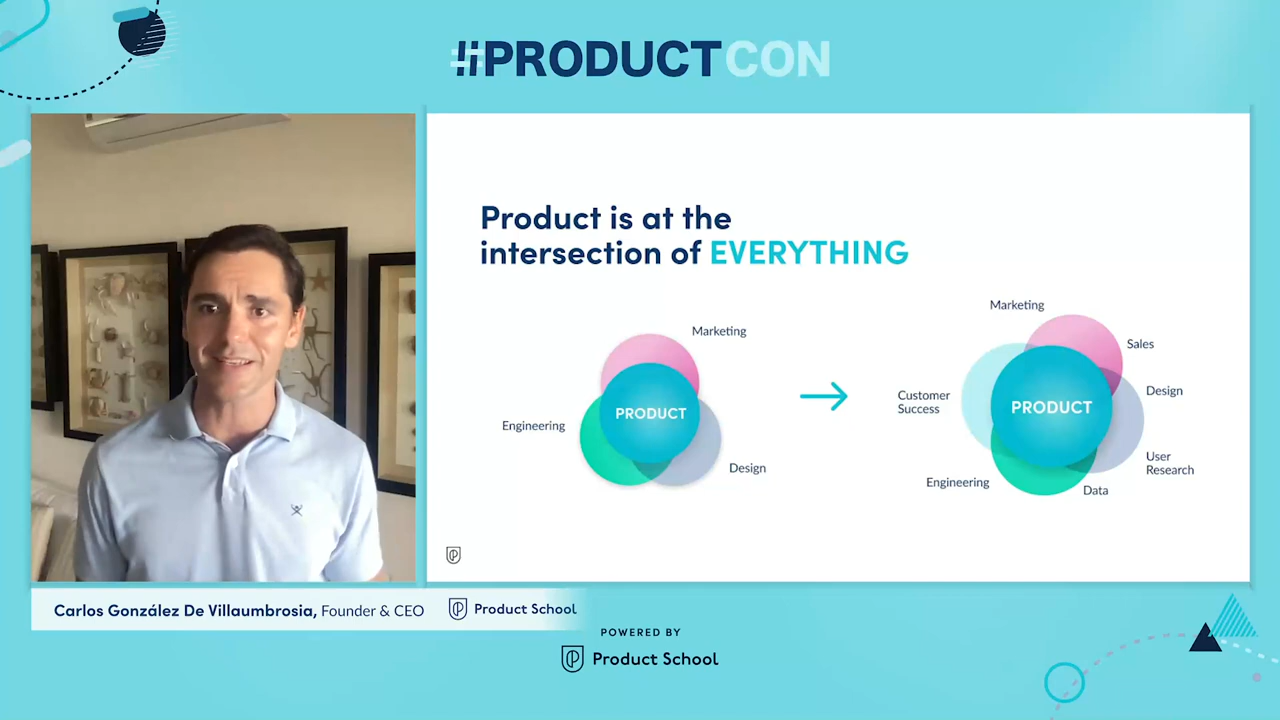 #PRODUCTCON
Product is at the
intersection of EVERYTHING
Marketing
PRODUCT
Engineering
Design
Marketing
Sales
Design
Customer
Success
PRODUCT
User
Research
Engineering
Data
Carlos González De Villaumbrosia, Founder & CEO
Product School
POWERED BY
Product School